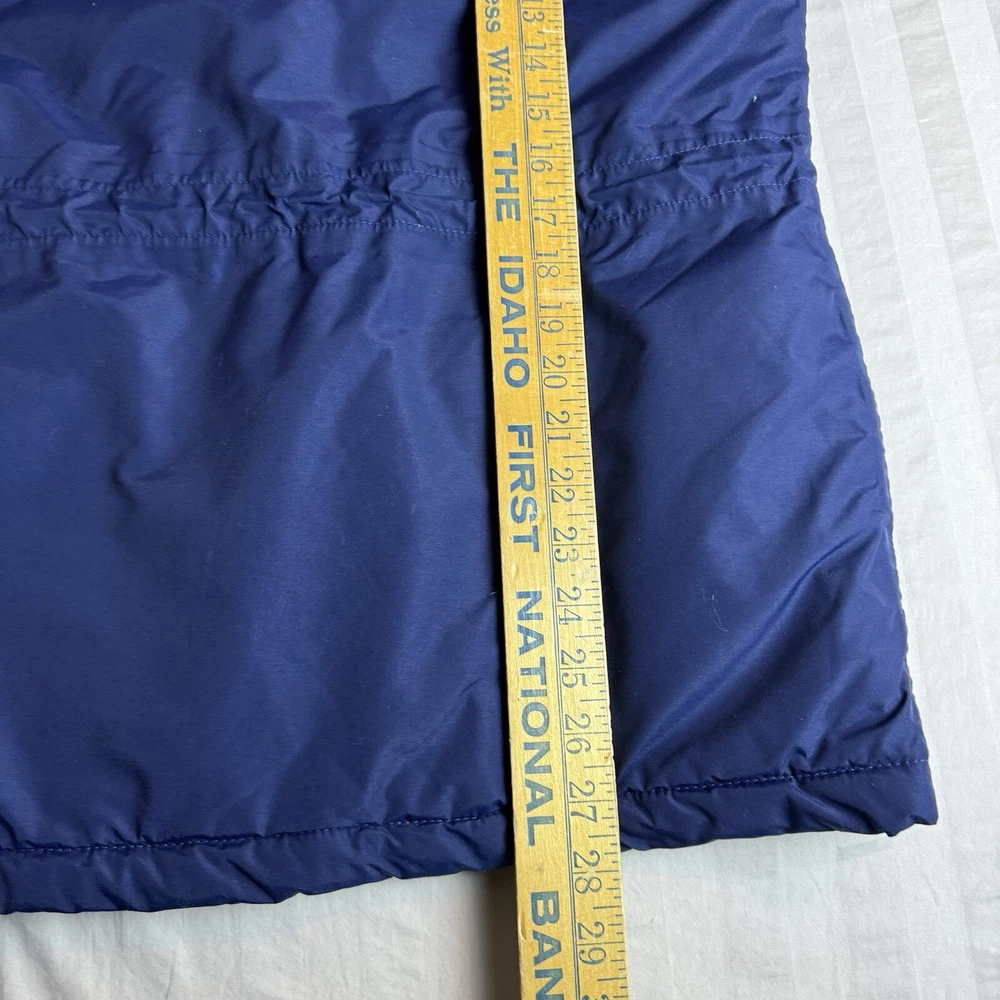 ess With THE IDAHO FIRST NATIONAL BAN
13 14 15 16 17 18 19 20 21 22 23 24 25 26 27 28 29